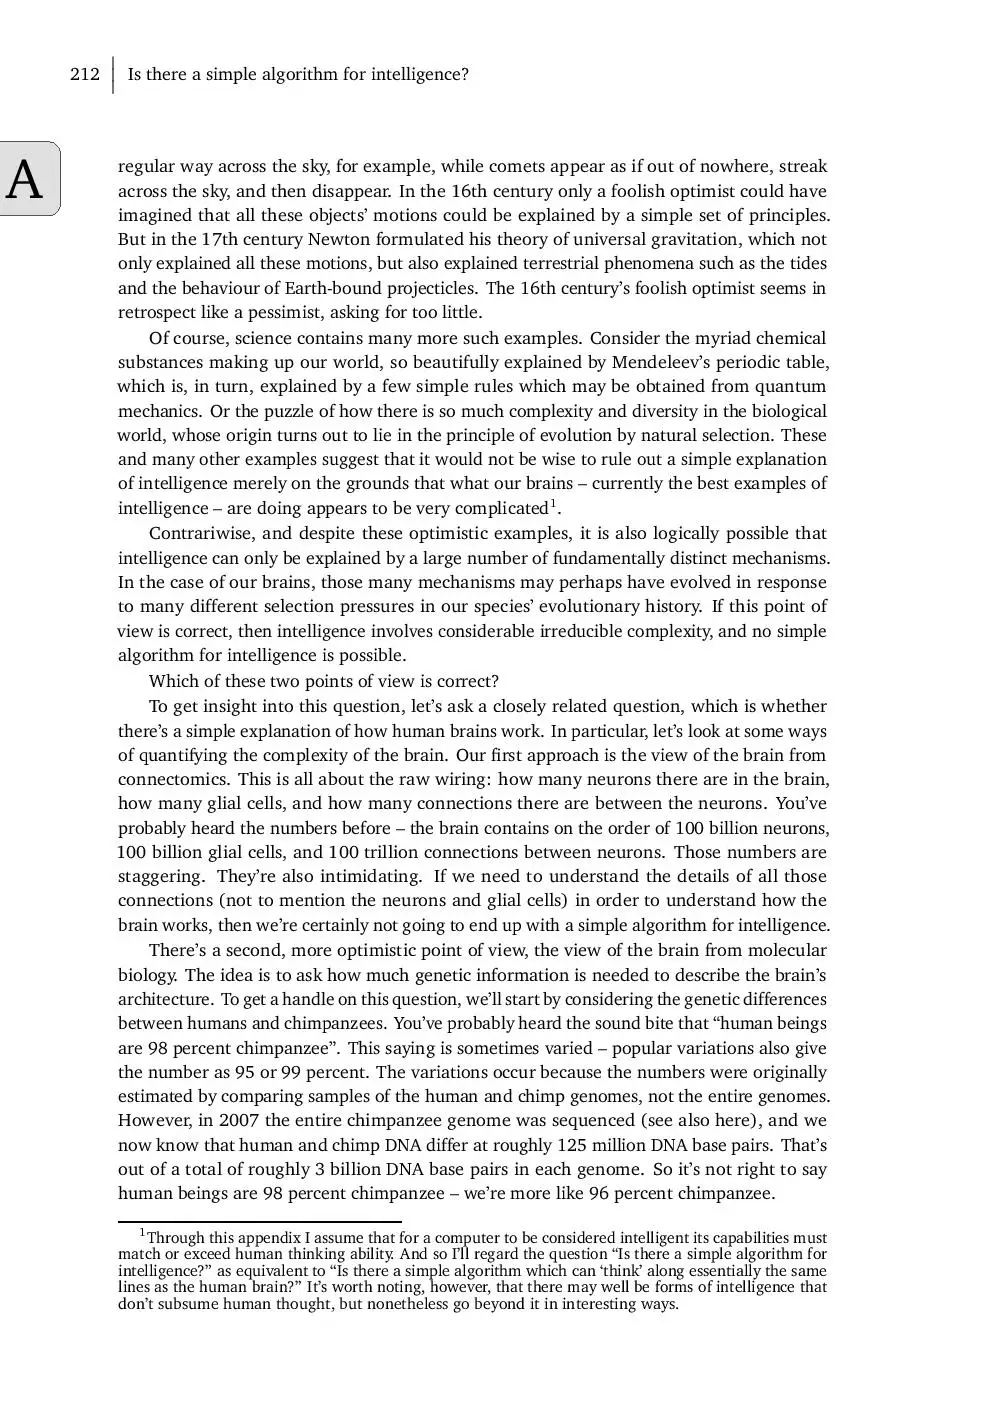 212 Is there a simple algorithm for intelligence?
A
regular way across the sky, for example, while comets appear as if out of nowhere, streak
across the sky, and then disappear. In the 16th century only a foolish optimist could have
imagined that all these objects’ motions could be explained by a simple set of principles.
But in the 17th century Newton formulated his theory of universal gravitation, which not
only explained all these motions, but also explained terrestrial phenomena such as the tides
and the behaviour of Earth-bound projecticles. The 16th century’s foolish optimist seems in
retrospect like a pessimist, asking for too little.
Of course, science contains many more such examples. Consider the myriad chemical
substances making up our world, so beautifully explained by Mendeleev’s periodic table,
which is, in turn, explained by a few simple rules which may be obtained from quantum
mechanics. Or the puzzle of how there is so much complexity and diversity in the biological
world, whose origin turns out to lie in the principle of evolution by natural selection. These
and many other examples suggest that it would not be wise to rule out a simple explanation
of intelligence merely on the grounds that what our brains – currently the best examples of
intelligence – are doing appears to be very complicated¹.
Contrariwise, and despite these optimistic examples, it is also logically possible that
intelligence can only be explained by a large number of fundamentally distinct mechanisms.
In the case of our brains, those many mechanisms may perhaps have evolved in response
to many different selection pressures in our species’ evolutionary history. If this point of
view is correct, then intelligence involves considerable irreducible complexity, and no simple
algorithm for intelligence is possible.
Which of these two points of view is correct?
To get insight into this question, let’s ask a closely related question, which is whether
there’s a simple explanation of how human brains work. In particular, let’s look at some ways
of quantifying the complexity of the brain. Our first approach is the view of the brain from
connectomics. This is all about the raw wiring: how many neurons there are in the brain,
how many glial cells, and how many connections there are between the neurons. You’ve
probably heard the numbers before – the brain contains on the order of 100 billion neurons,
100 billion glial cells, and 100 trillion connections between neurons. Those numbers are
staggering. They’re also intimidating. If we need to understand the details of all those
connections (not to mention the neurons and glial cells) in order to understand how the
brain works, then we’re certainly not going to end up with a simple algorithm for intelligence.
There’s a second, more optimistic point of view, the view of the brain from molecular
biology. The idea is to ask how much genetic information is needed to describe the brain’s
architecture. To get a handle on this question, we’ll start by considering the genetic differences
between humans and chimpanzees. You’ve probably heard the sound bite that “human beings
are 98 percent chimpanzee”. This saying is sometimes varied – popular variations also give
the number as 95 or 99 percent. The variations occur because the numbers were originally
estimated by comparing samples of the human and chimp genomes, not the entire genomes.
However, in 2007 the entire chimpanzee genome was sequenced (see also here), and we
now know that human and chimp DNA differ at roughly 125 million DNA base pairs. That’s
out of a total of roughly 3 billion DNA base pairs in each genome. So it’s not right to say
human beings are 98 percent chimpanzee – we’re more like 96 percent chimpanzee.
¹Through this appendix I assume that for a computer to be considered intelligent its capabilities must
match or exceed human thinking ability. And so I’ll regard the question “Is there a simple algorithm for
intelligence?” as equivalent to “Is there a simple algorithm which can ‘think’ along essentially the same
lines as the human brain?” It’s worth noting, however, that there may well be forms of intelligence that
don’t subsume human thought, but nonetheless go beyond it in interesting ways.